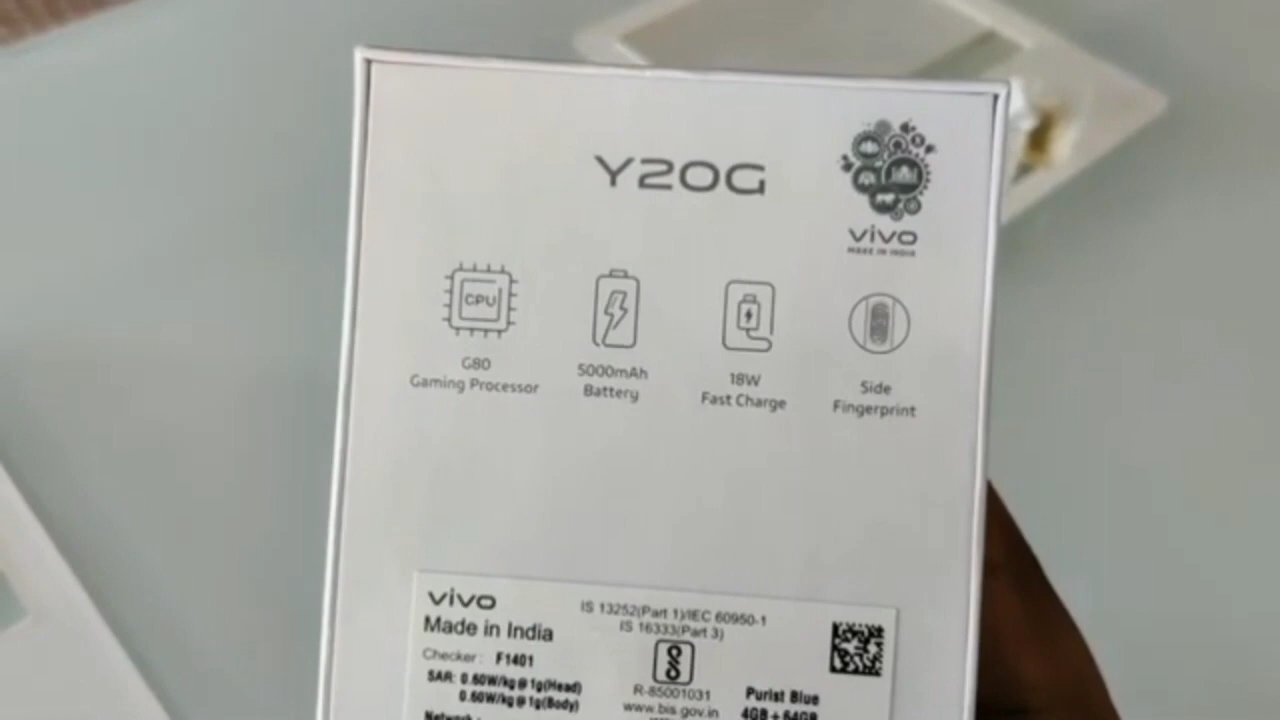 Y20G
vivo
MAKE IN INDIA
CPU
G80
Gaming Processor
5000mAh
Battery
18W
Fast Charge
Side
Fingerprint
vivo
Made in India
Checker: F1401
SAR: 0.60W/kg@1g(Head)
0.60W/kg@1g(Body)
IS 13252(Part 1)/IEC 60950-1
IS 16333(Part 3)
R-85001031
www.bis.gov.in
Purist Blue
4GB+64GB